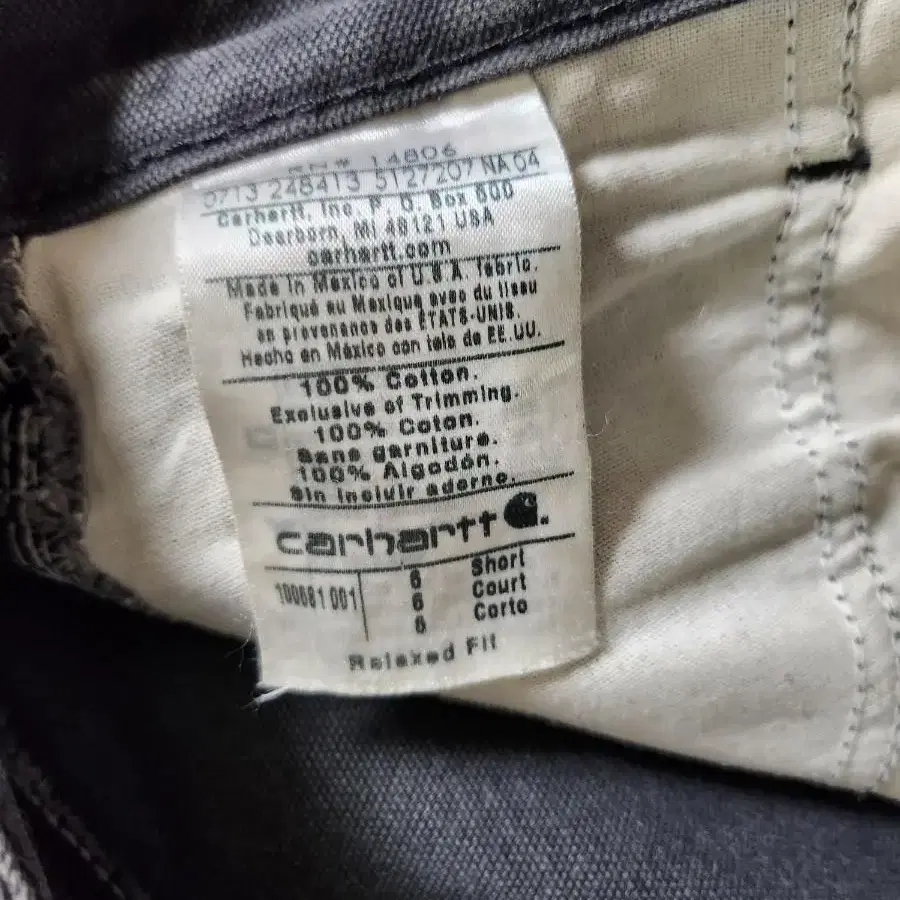 RN# 14806
0713 248413 5127207 NA 04
Carhartt, Inc. P. O. Box 600
Dearborn, MI 48121 USA
carhartt.com
Made In Mexico of U.S.A. fabric.
Fabriqué au Mexique avec du tissu
en provenance des ÉTATS-UNIS.
Hecho en México con tela de EE.UU.
100% Cotton.
Exclusive of Trimming.
100% Coton.
Sans garniture.
100% Algodón.
Sin incluir adorno.
carhartt
100681 001 6 Short
6 Court
6 Corto
Relaxed Fit